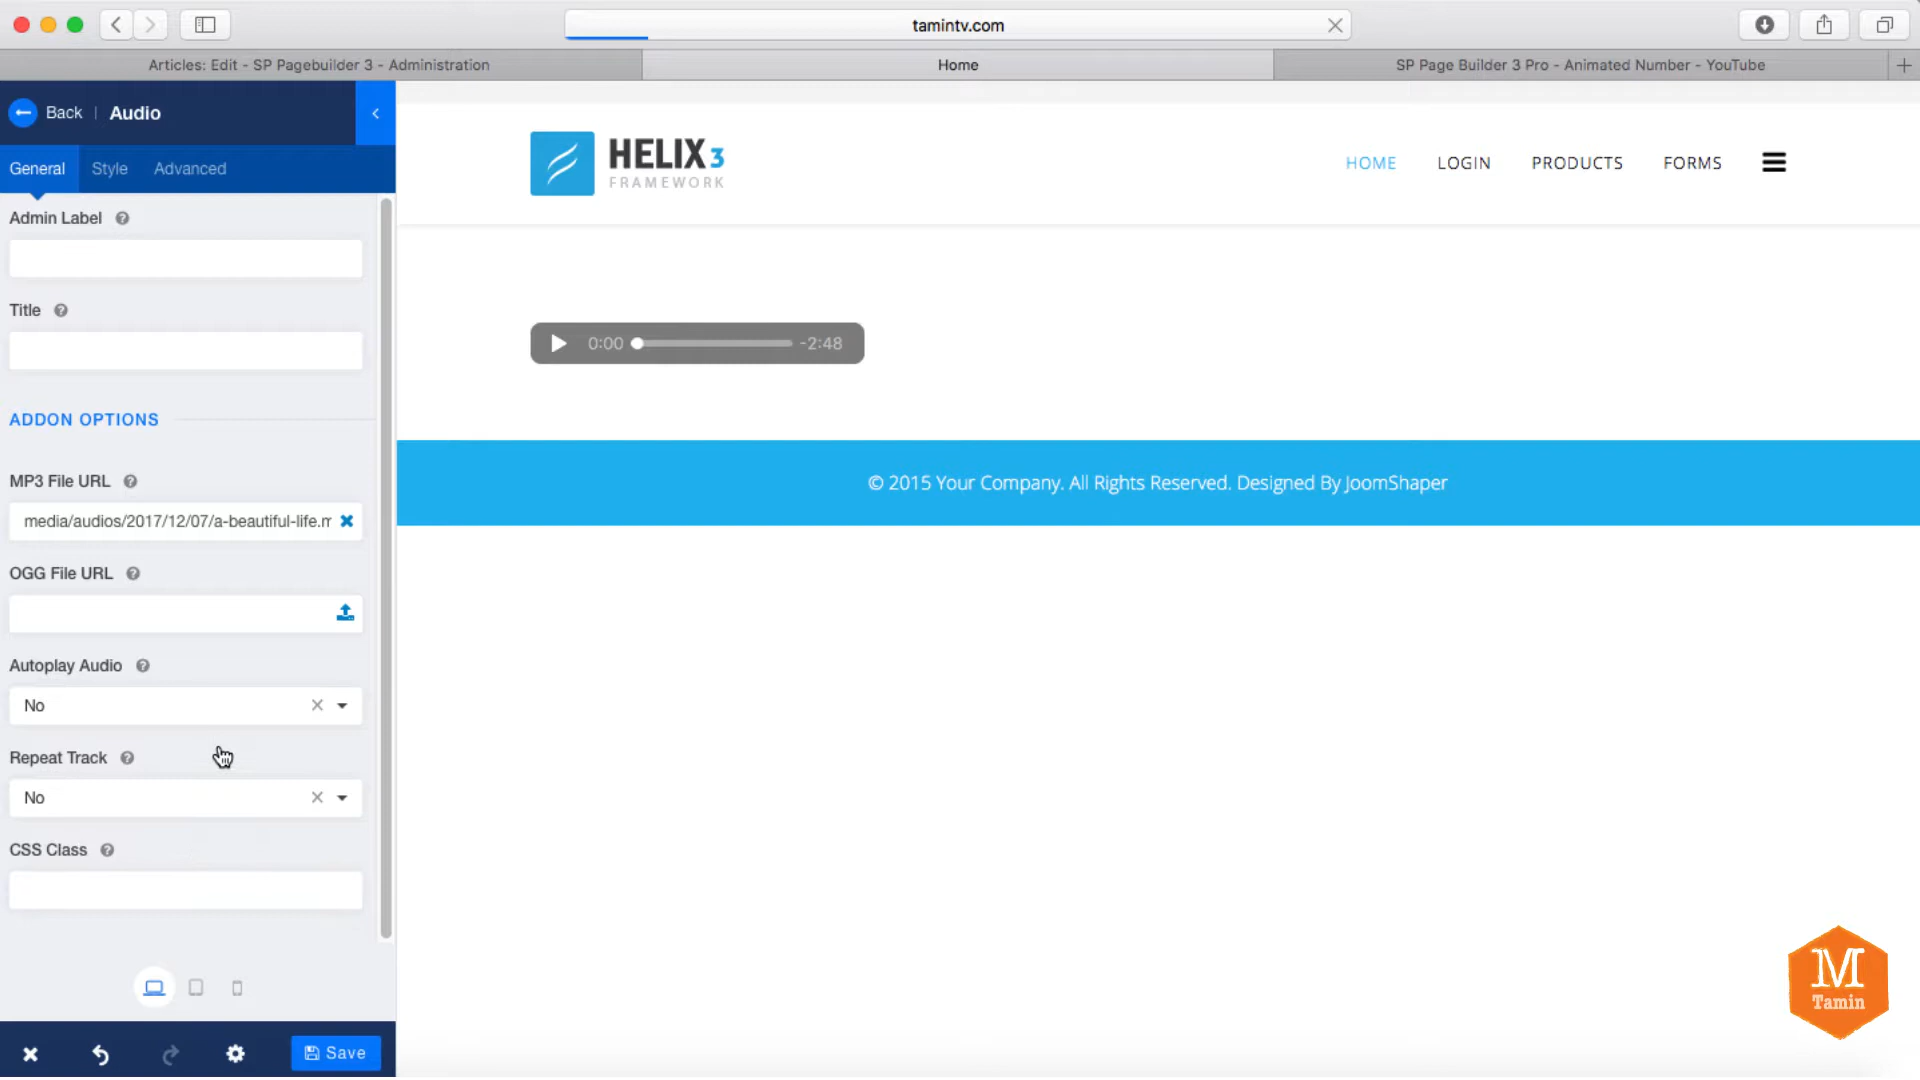 tamintv.com
Articles: Edit - SP Pagebuilder 3 - Administration
Home
SP Page Builder 3 Pro - Animated Number - YouTube
Back | Audio
General Style Advanced
Admin Label
Title
ADDON OPTIONS
MP3 File URL
media/audios/2017/12/07/a-beautiful-life.m
OGG File URL
Autoplay Audio
No
Repeat Track
No
CSS Class
Save
HELIX 3
FRAMEWORK
HOME LOGIN PRODUCTS FORMS
0:00 -2:48
© 2015 Your Company. All Rights Reserved. Designed By JoomShaper
M
Tamin